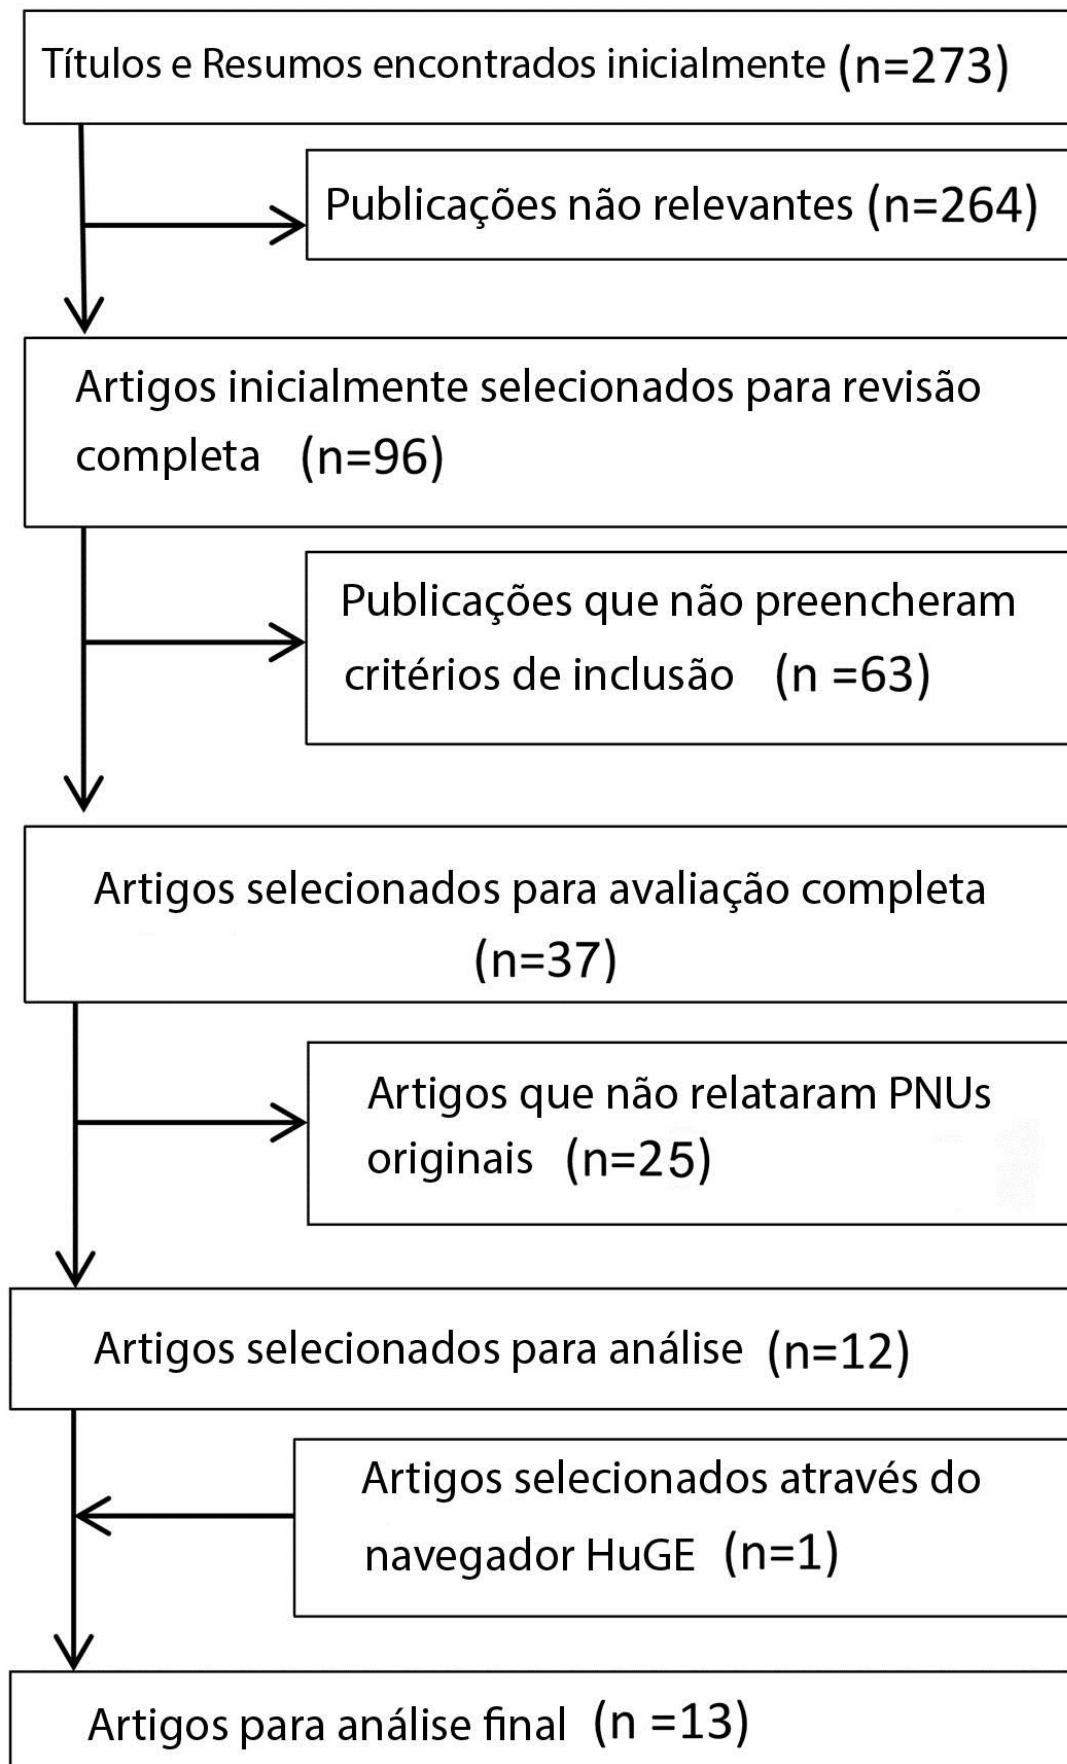 Títulos e Resumos encontrados inicialmente (n=273)
Publicações não relevantes (n=264)
Artigos inicialmente selecionados para revisão
completa (n=96)
Publicações que não preencheram
critérios de inclusão (n =63)
Artigos selecionados para avaliação completa
(n=37)
Artigos que não relataram PNUs
originais (n=25)
Artigos selecionados para análise (n=12)
Artigos selecionados através do
navegador HuGE (n=1)
Artigos para análise final (n =13)